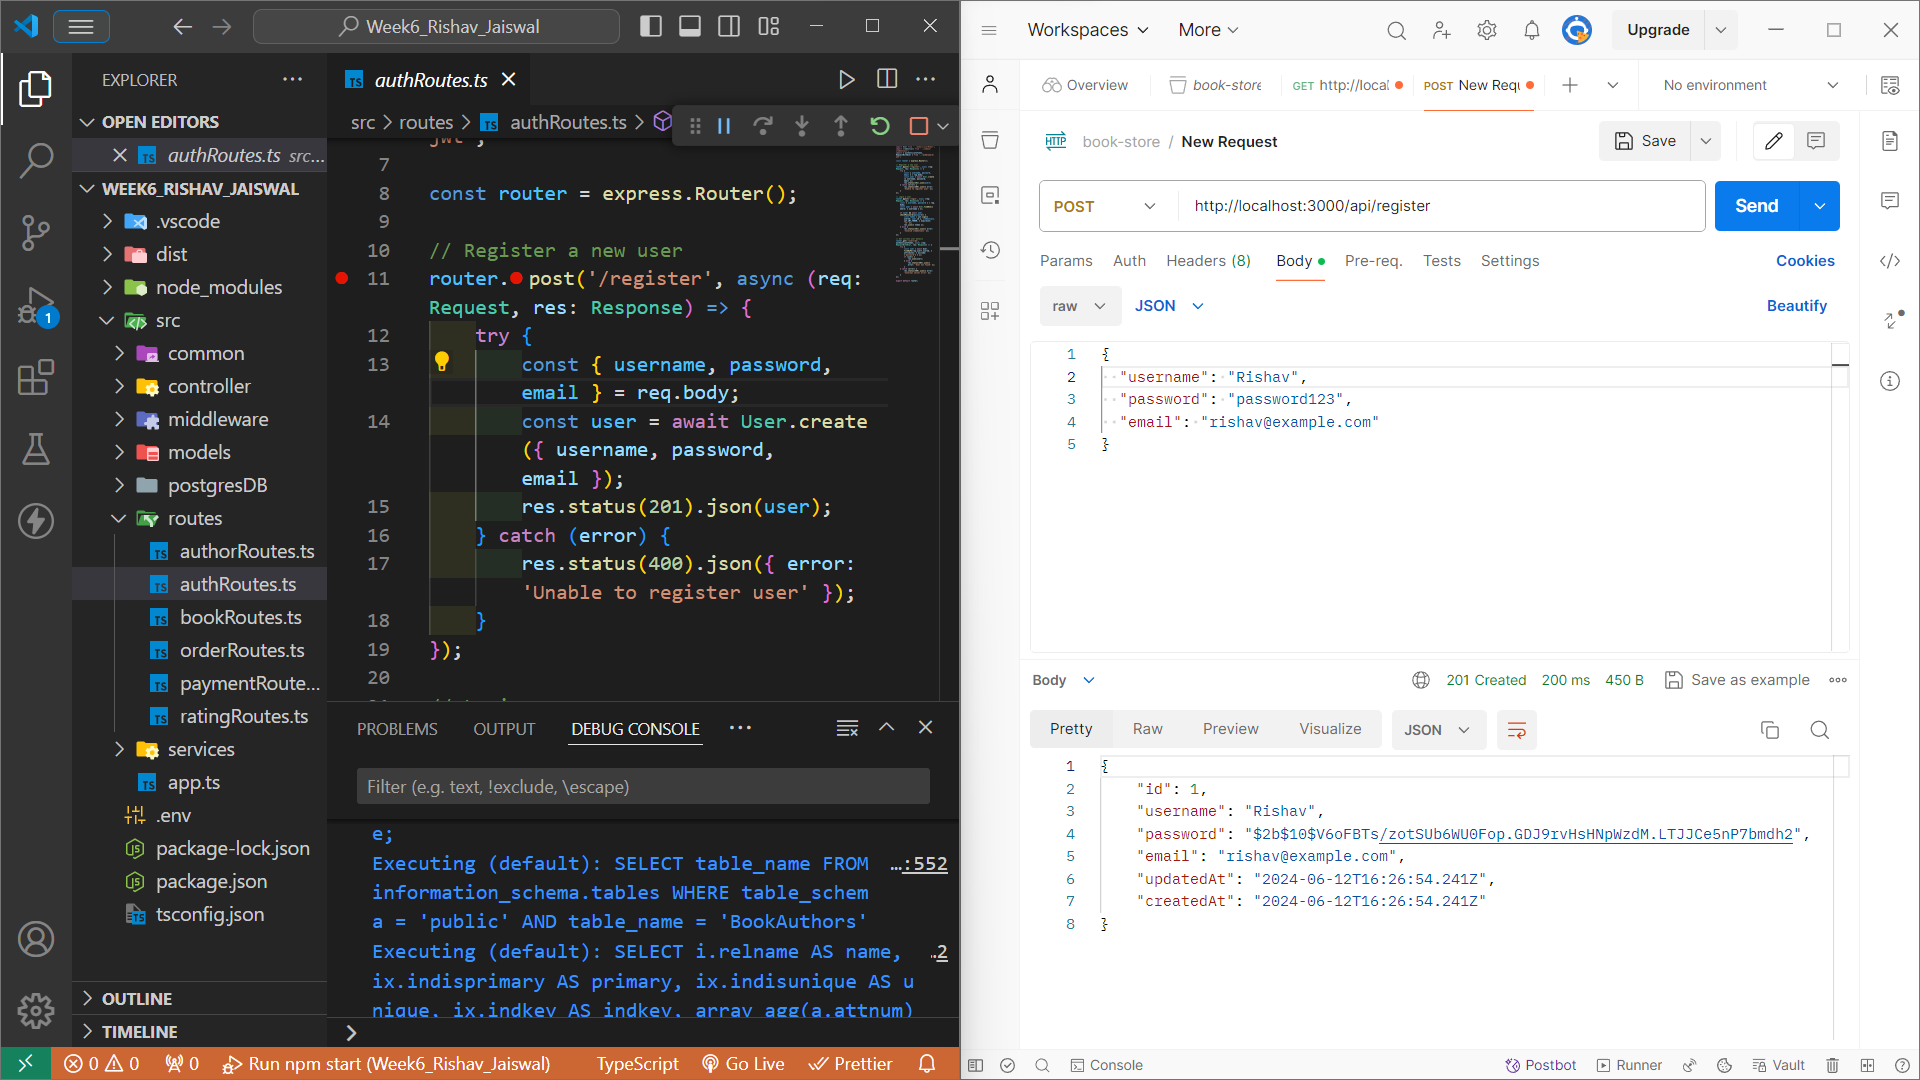 Week6_Rishav_Jaiswal
EXPLORER
OPEN EDITORS
authRoutes.ts src...
WEEK6_RISHAV_JAISWAL
.vscode
dist
node_modules
src
common
controller
middleware
models
postgresDB
routes
authorRoutes.ts
authRoutes.ts
bookRoutes.ts
orderRoutes.ts
paymentRoute...
ratingRoutes.ts
services
app.ts
.env
package-lock.json
package.json
tsconfig.json
OUTLINE
TIMELINE
1
authRoutes.ts
src > routes > authRoutes.ts >
7
8 const router = express.Router();
9
10 // Register a new user
11 router.post('/register', async (req:
Request, res: Response) => {
12 try {
13 const { username, password,
email } = req.body;
14 const user = await User.create
({ username, password,
email });
15 res.status(201).json(user);
16 } catch (error) {
17 res.status(400).json({ error:
'Unable to register user' });
18 }
19 });
20
PROBLEMS OUTPUT DEBUG CONSOLE
Filter (e.g. text, !exclude, \escape)
e;
Executing (default): SELECT table_name FROM …:552
information_schema.tables WHERE table_schem
a = 'public' AND table_name = 'BookAuthors'
Executing (default): SELECT i.relname AS name, …2
ix.indisprimary AS primary, ix.indisunique AS u
nique, ix.indkey AS indkey, array_agg(a.attnum)
0 0 0 Run npm start (Week6_Rishav_Jaiswal) TypeScript Go Live Prettier
Workspaces More Upgrade
Overview book-store GET http://local POST New Requ No environment
HTTP book-store / New Request Save
POST http://localhost:3000/api/register Send
Params Auth Headers (8) Body Pre-req. Tests Settings Cookies
raw JSON Beautify
1 {
2 "username": "Rishav",
3 "password": "password123",
4 "email": "rishav@example.com"
5 }
Body 201 Created 200 ms 450 B Save as example
Pretty Raw Preview Visualize JSON
1 {
2 "id": 1,
3 "username": "Rishav",
4 "password": "$2b$10$V6oFBTs/zotSUb6WU0Fop.GDJ9rvHsHNpWzdM.LTJJCe5nP7bmdh2",
5 "email": "rishav@example.com",
6 "updatedAt": "2024-06-12T16:26:54.241Z",
7 "createdAt": "2024-06-12T16:26:54.241Z"
8 }
Console Postbot Runner Vault